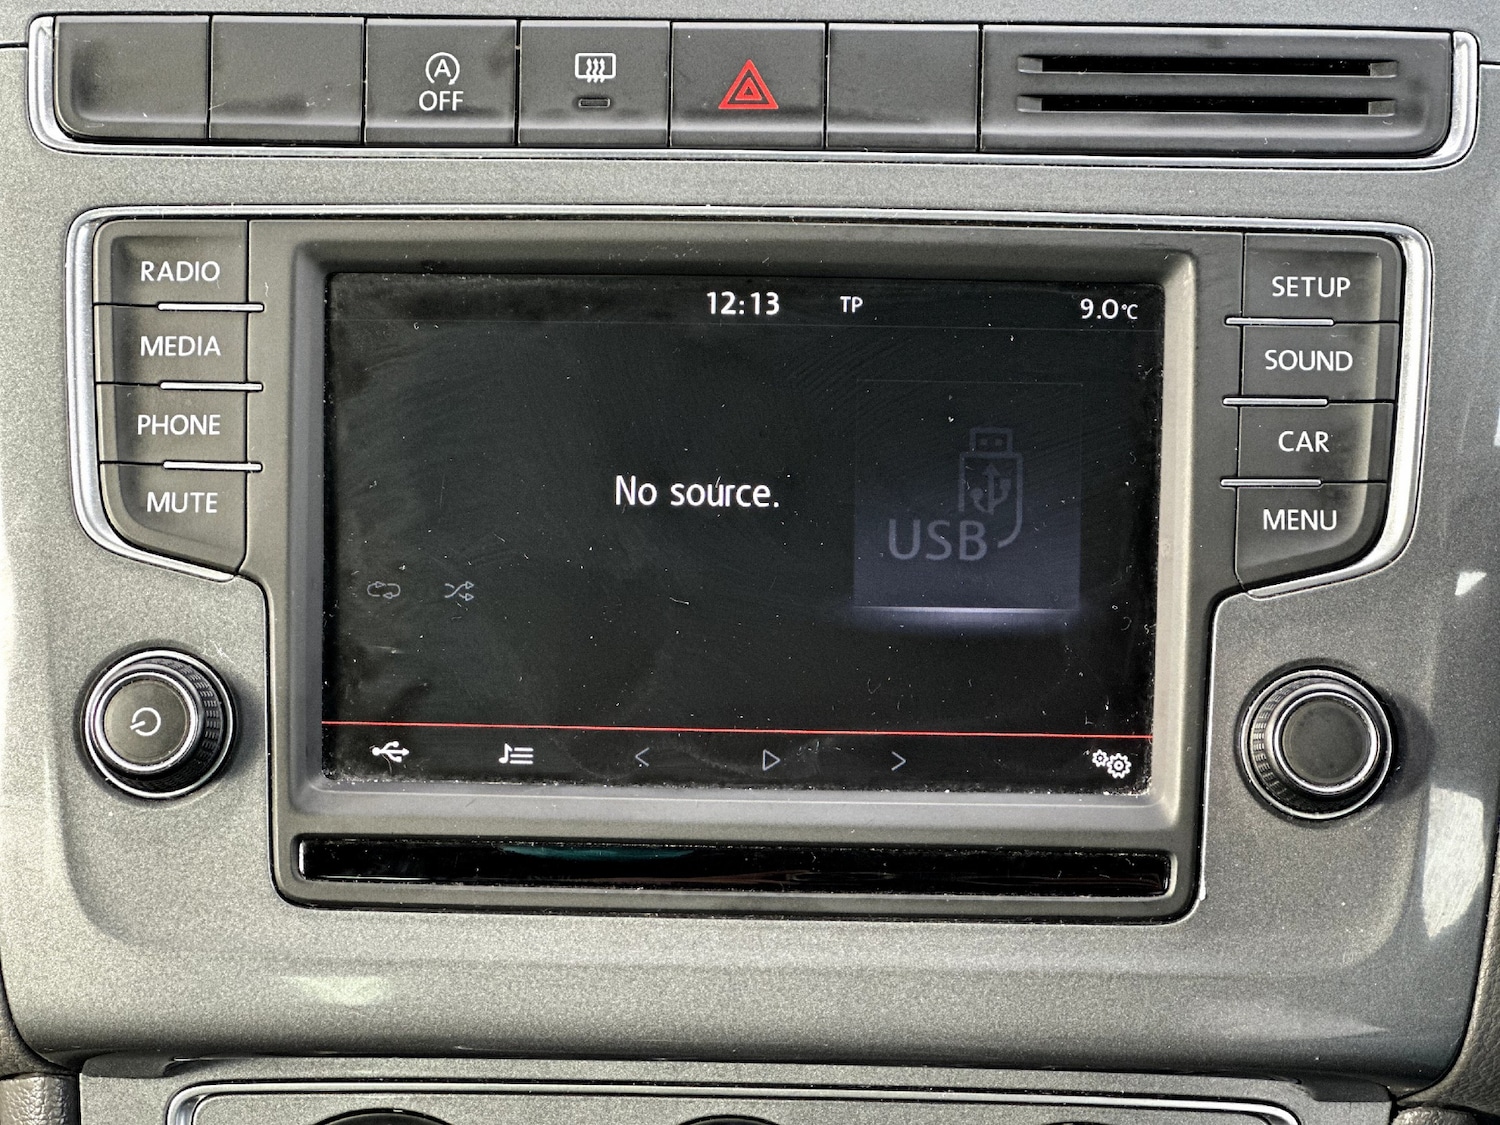 A
OFF
RADIO
MEDIA
PHONE
MUTE
12:13 TP 9.0°C
No source.
USB
SETUP
SOUND
CAR
MENU